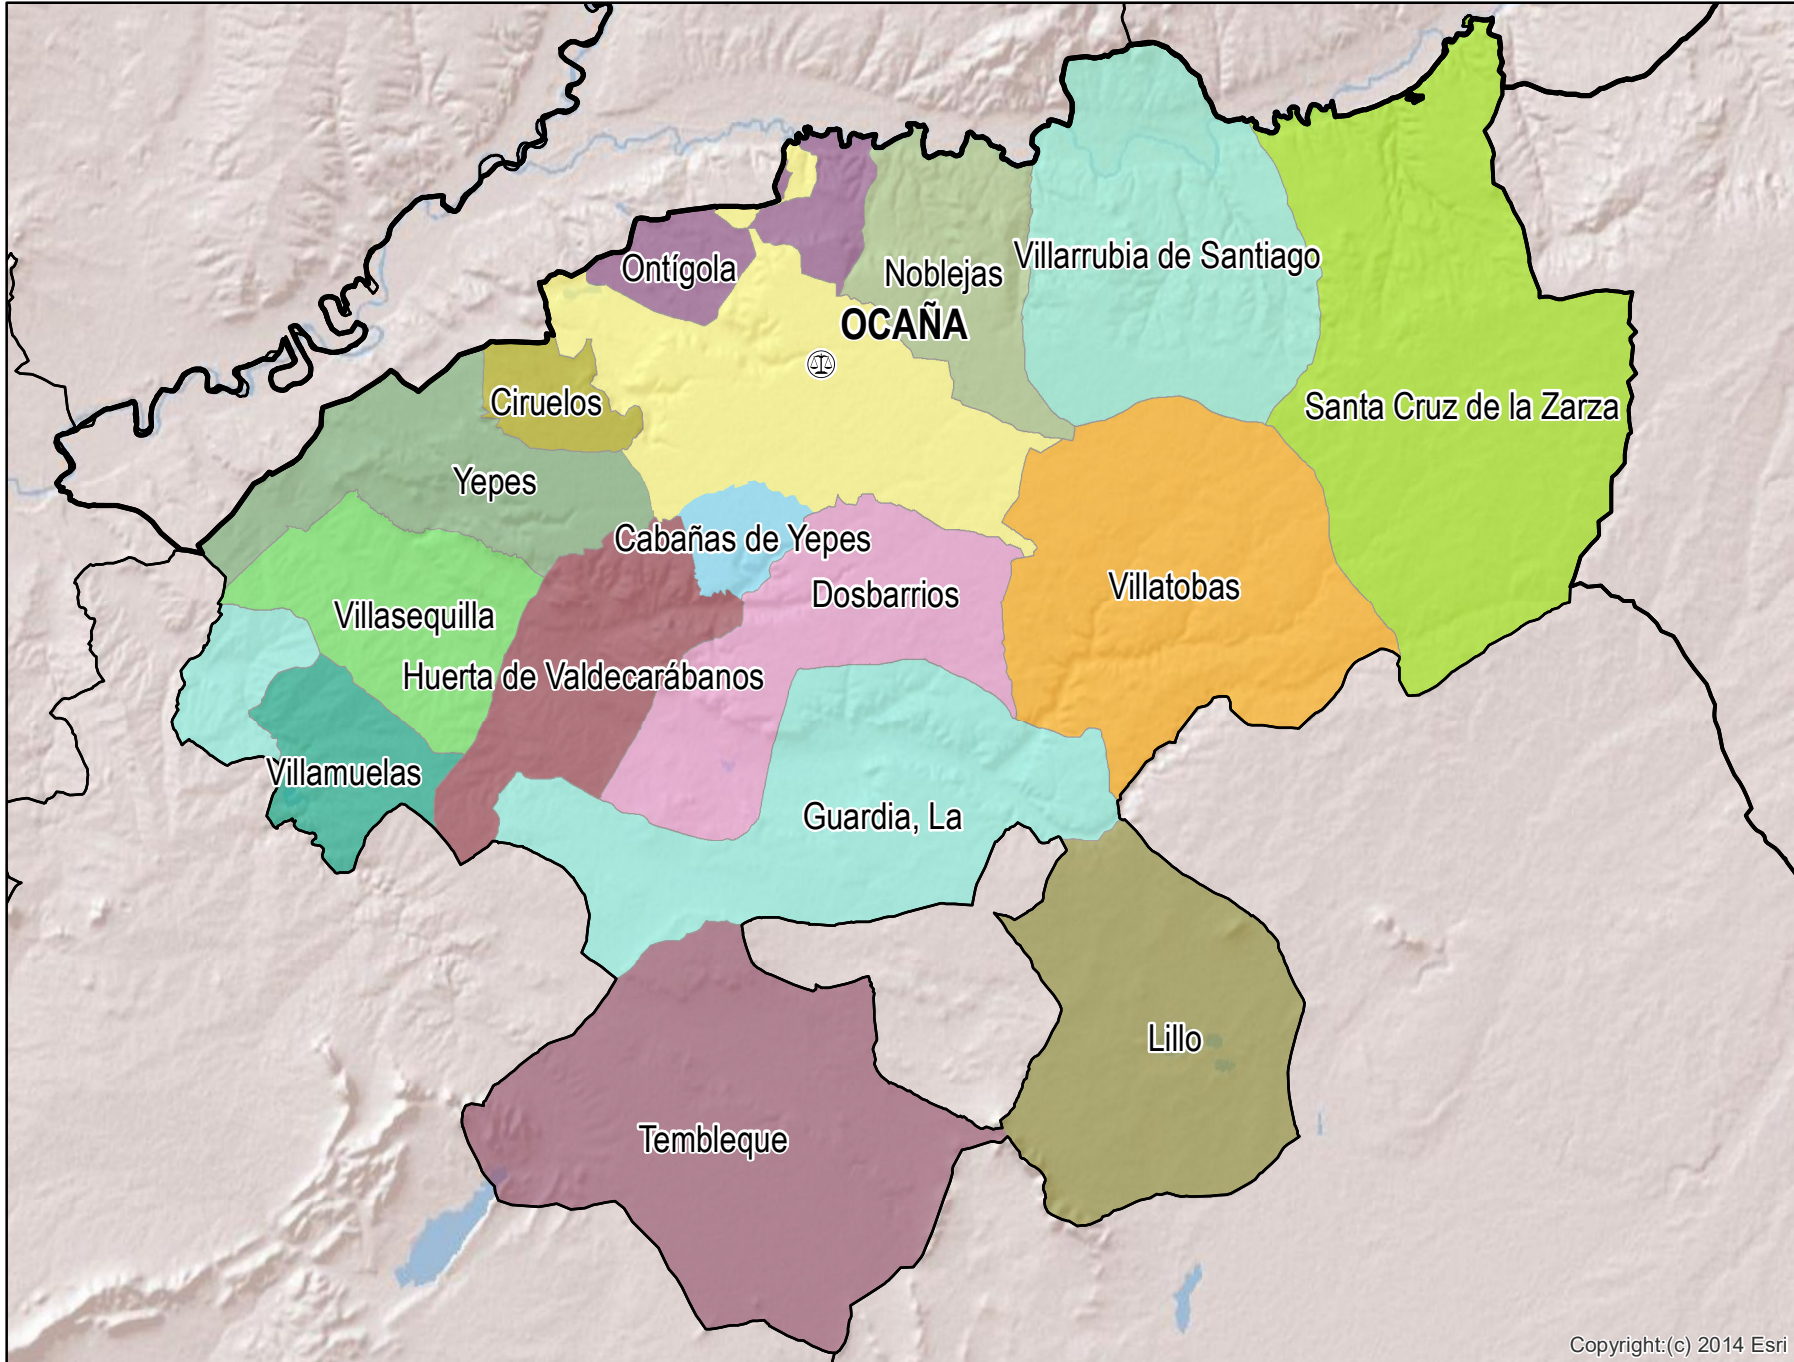 Villarrubia de Santiago
Ontígola
Noblejas
OCAÑA
Ciruelos
Santa Cruz de la Zarza
Yepes
Cabañas de Yepes
Villatobas
Dosbarrios
Villasequilla
Huerta de Valdecarábanos
Villamuelas
Guardia, La
Lillo
Tembleque
Copyright:(c) 2014 Esri